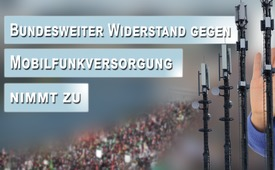 Bundesweiter Widerstand gegen
Mobilfunkversorgung
nimmt zu